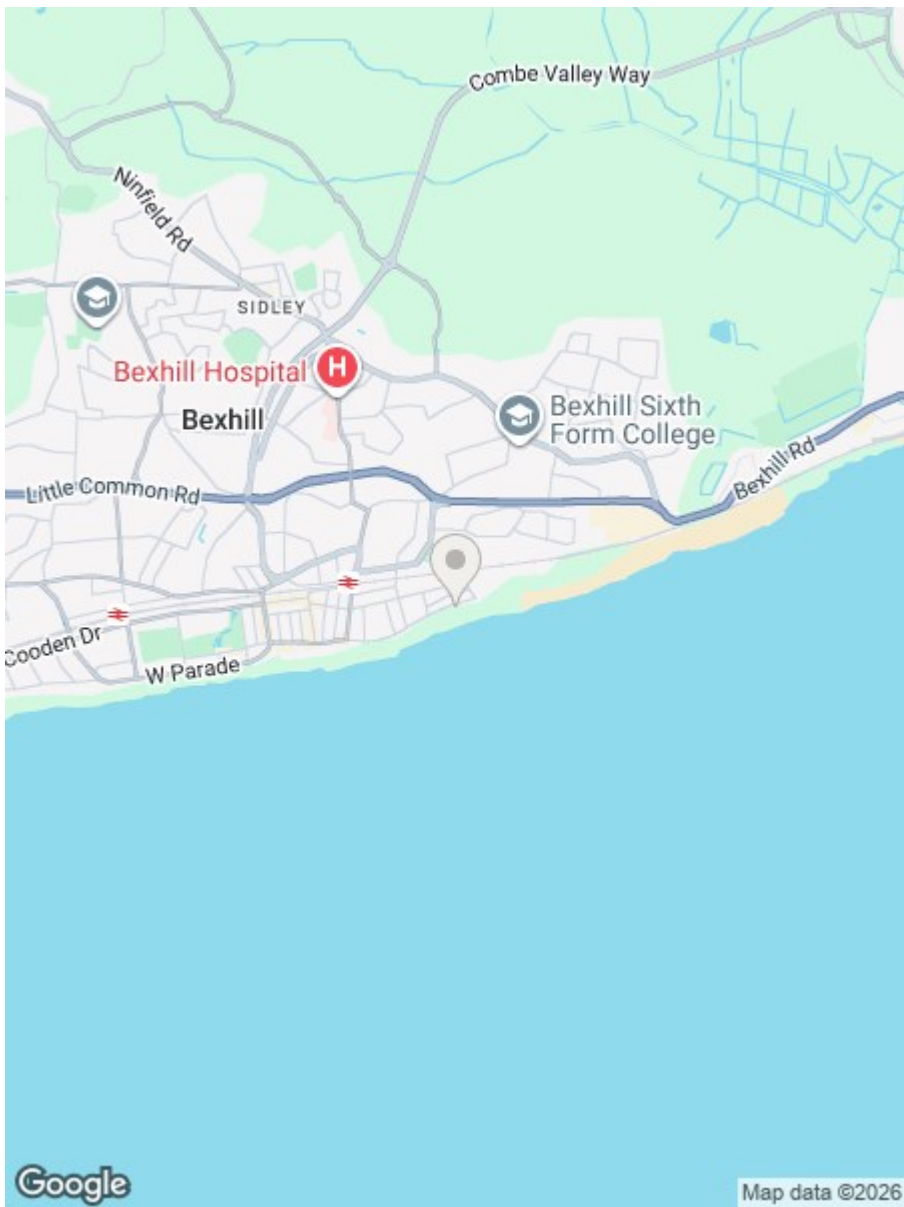 Combe Valley Way
Ninfield Rd
SIDLEY
Bexhill Hospital
H
Bexhill
Bexhill Sixth
Form College
Bexhill Rd
Little Common Rd
Cooden Dr
W Parade
Google
Map data ©2026